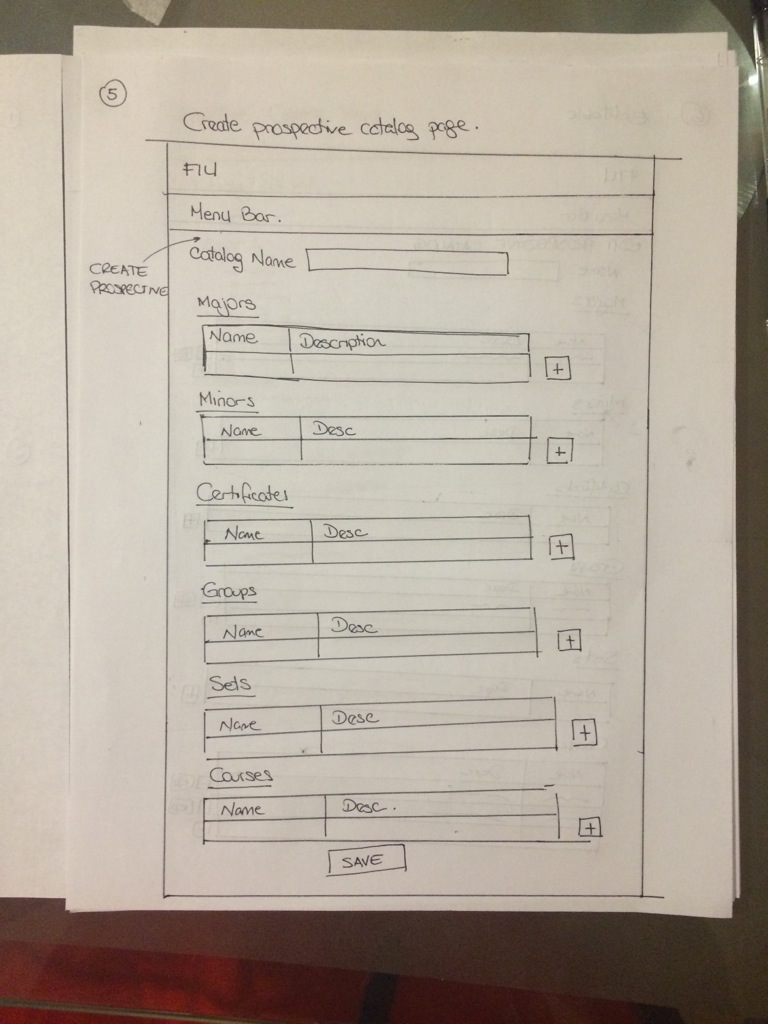 5
Create prospective catalog page.
FIU
Menu Bar.
CREATE
PROSPECTIVE
Catalog Name
Majors
Name Description
+
Minors
Name Desc
+
Certificates
Name Desc
+
Groups
Name Desc
+
Sets
Name Desc
+
Courses
Name Desc.
+
SAVE